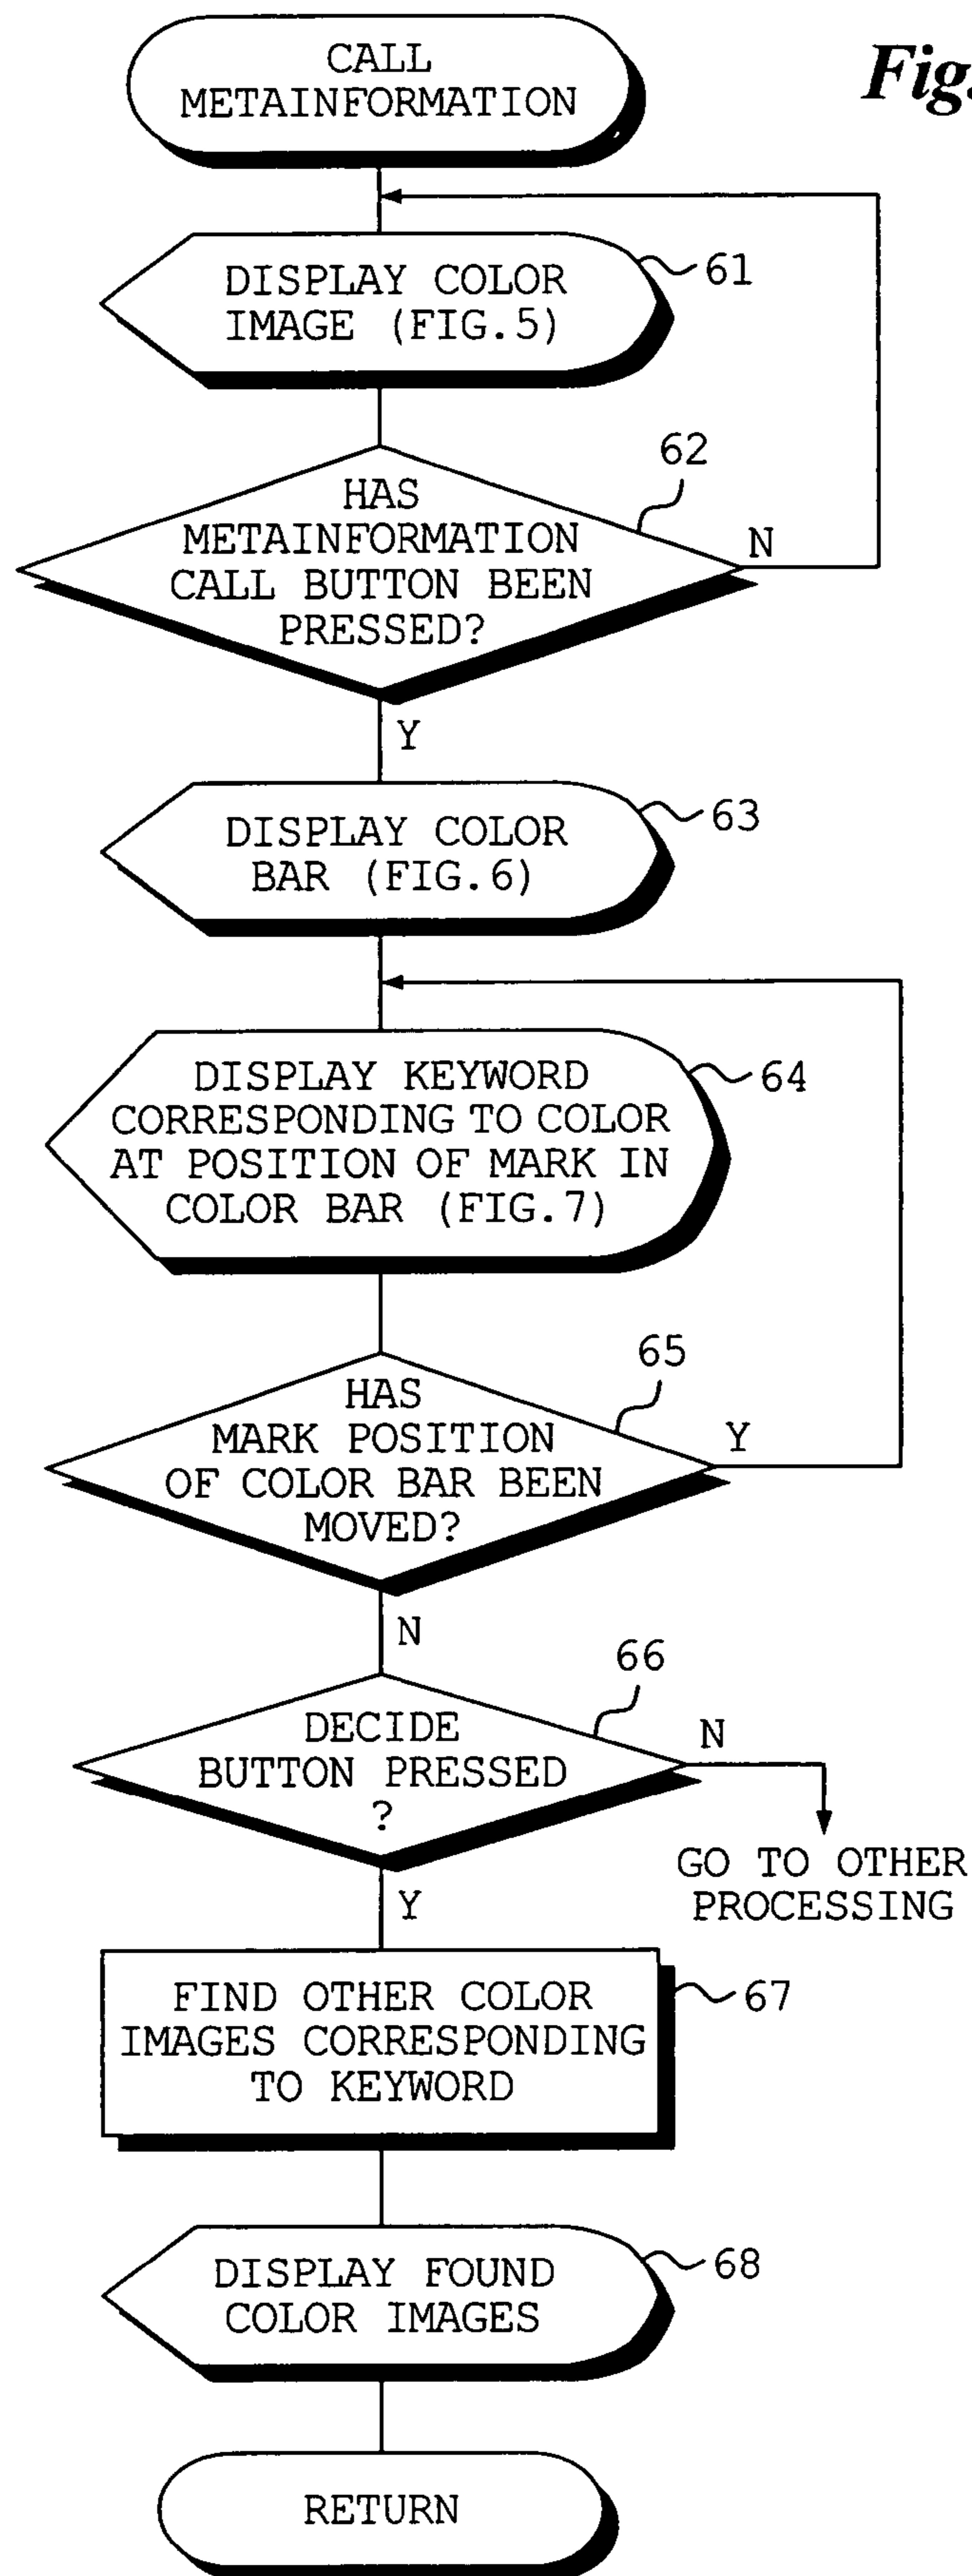 CALL
METAINFORMATION
Fig.
DISPLAY COLOR
IMAGE (FIG.5)
61
HAS
METAINFORMATION
CALL BUTTON BEEN
PRESSED?
62
N
Y
DISPLAY COLOR
BAR (FIG.6)
63
DISPLAY KEYWORD
CORRESPONDING TO COLOR
AT POSITION OF MARK IN
COLOR BAR (FIG.7)
64
HAS
MARK POSITION
OF COLOR BAR BEEN
MOVED?
65
Y
N
DECIDE
BUTTON PRESSED
?
66
N
GO TO OTHER
PROCESSING
Y
FIND OTHER COLOR
IMAGES CORRESPONDING
TO KEYWORD
67
DISPLAY FOUND
COLOR IMAGES
68
RETURN